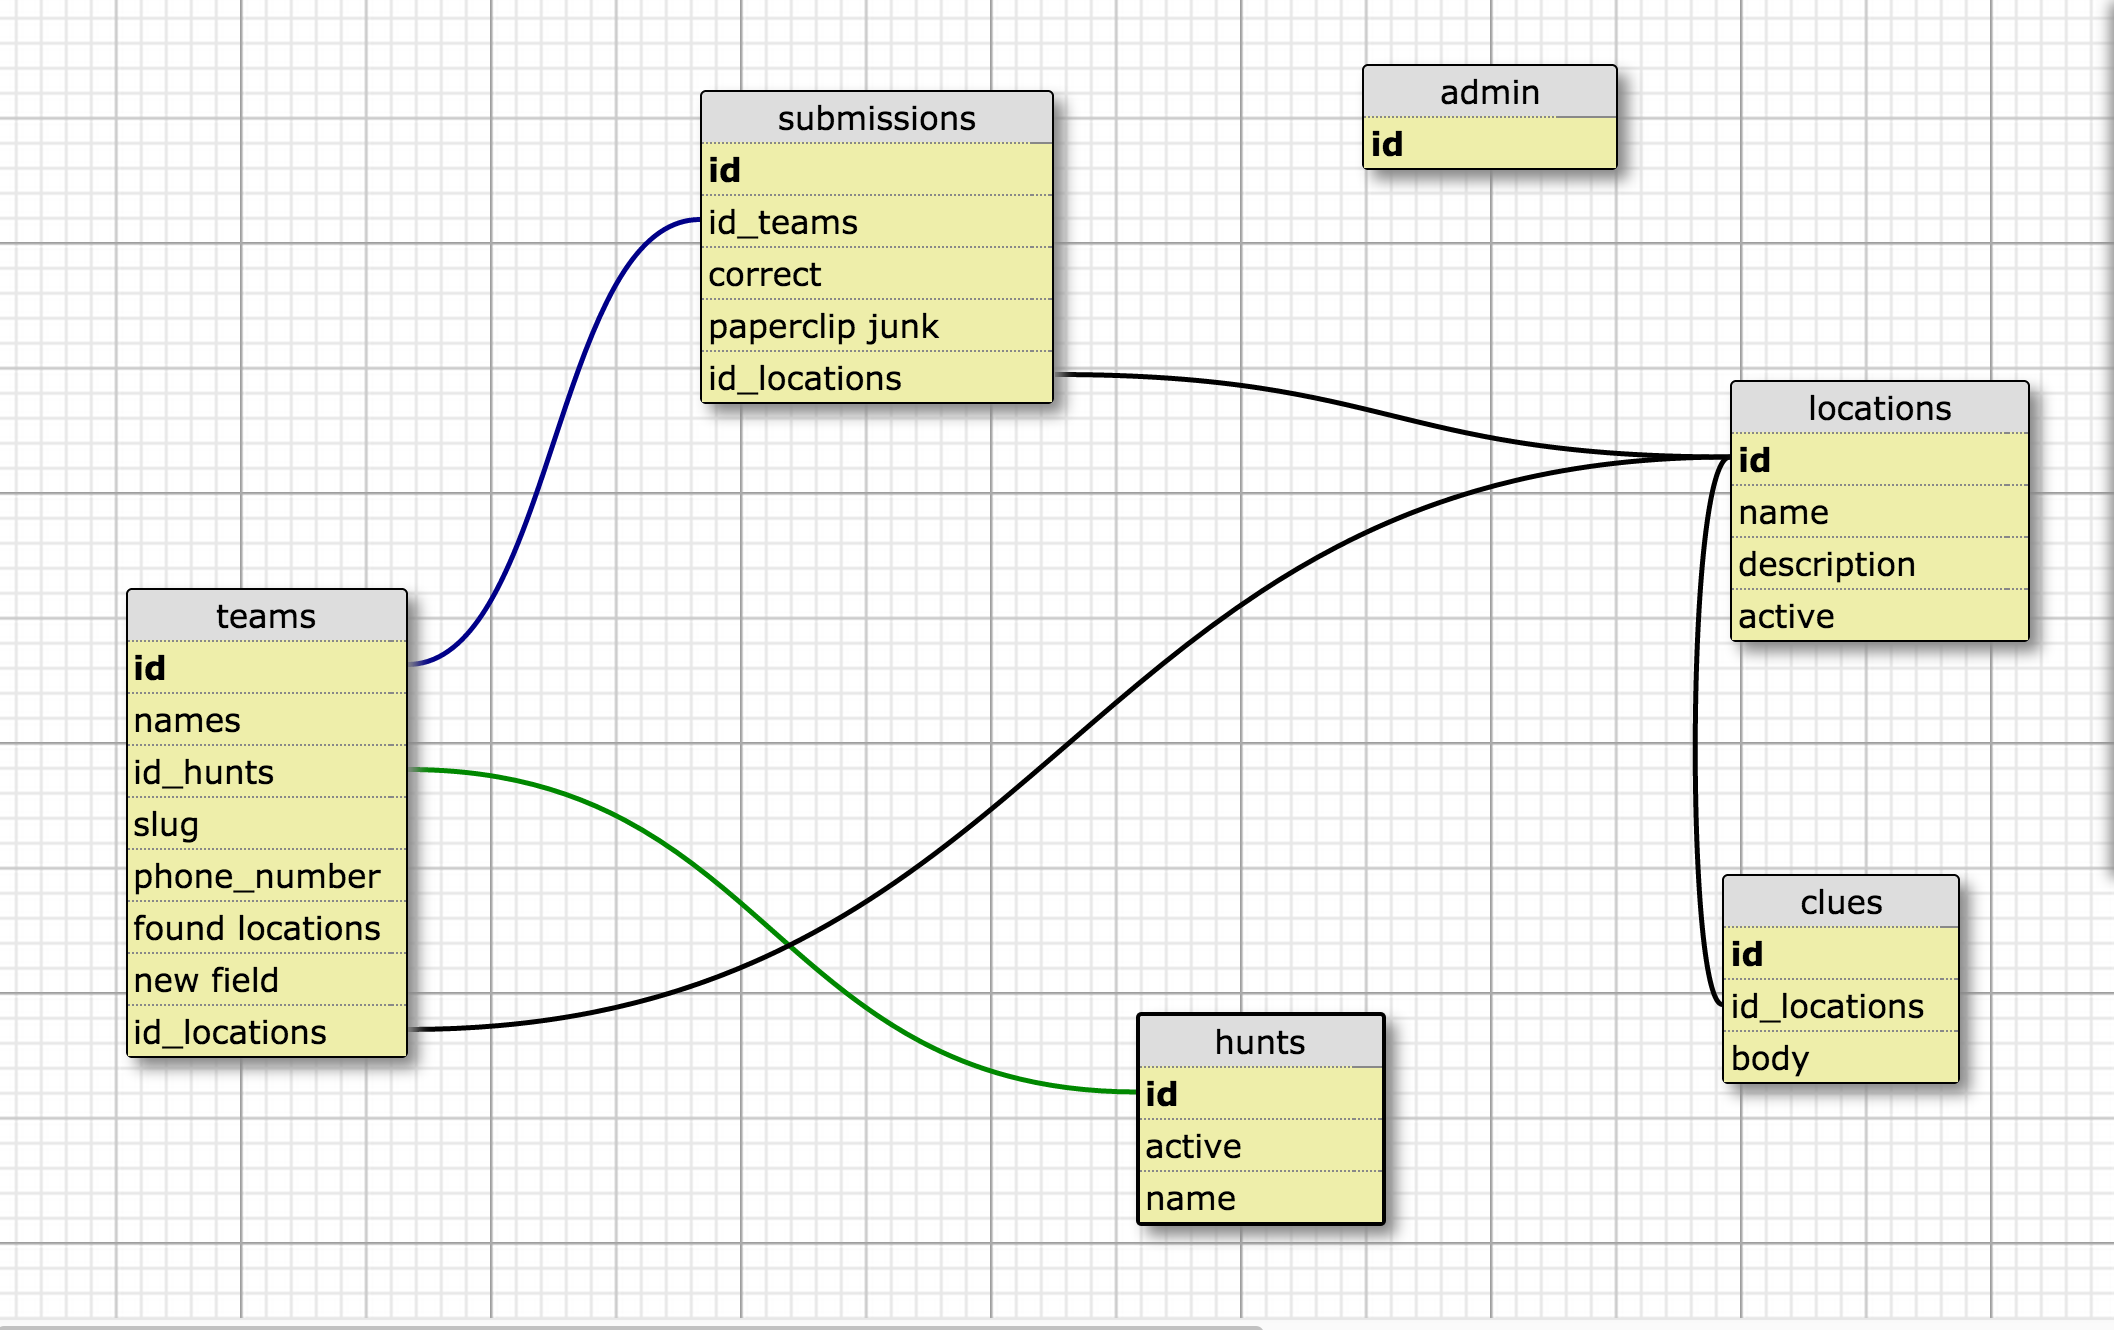 submissions
id
id_teams
correct
paperclip junk
id_locations
admin
id
locations
id
name
description
active
teams
id
names
id_hunts
slug
phone_number
found locations
new field
id_locations
hunts
id
active
name
clues
id
id_locations
body